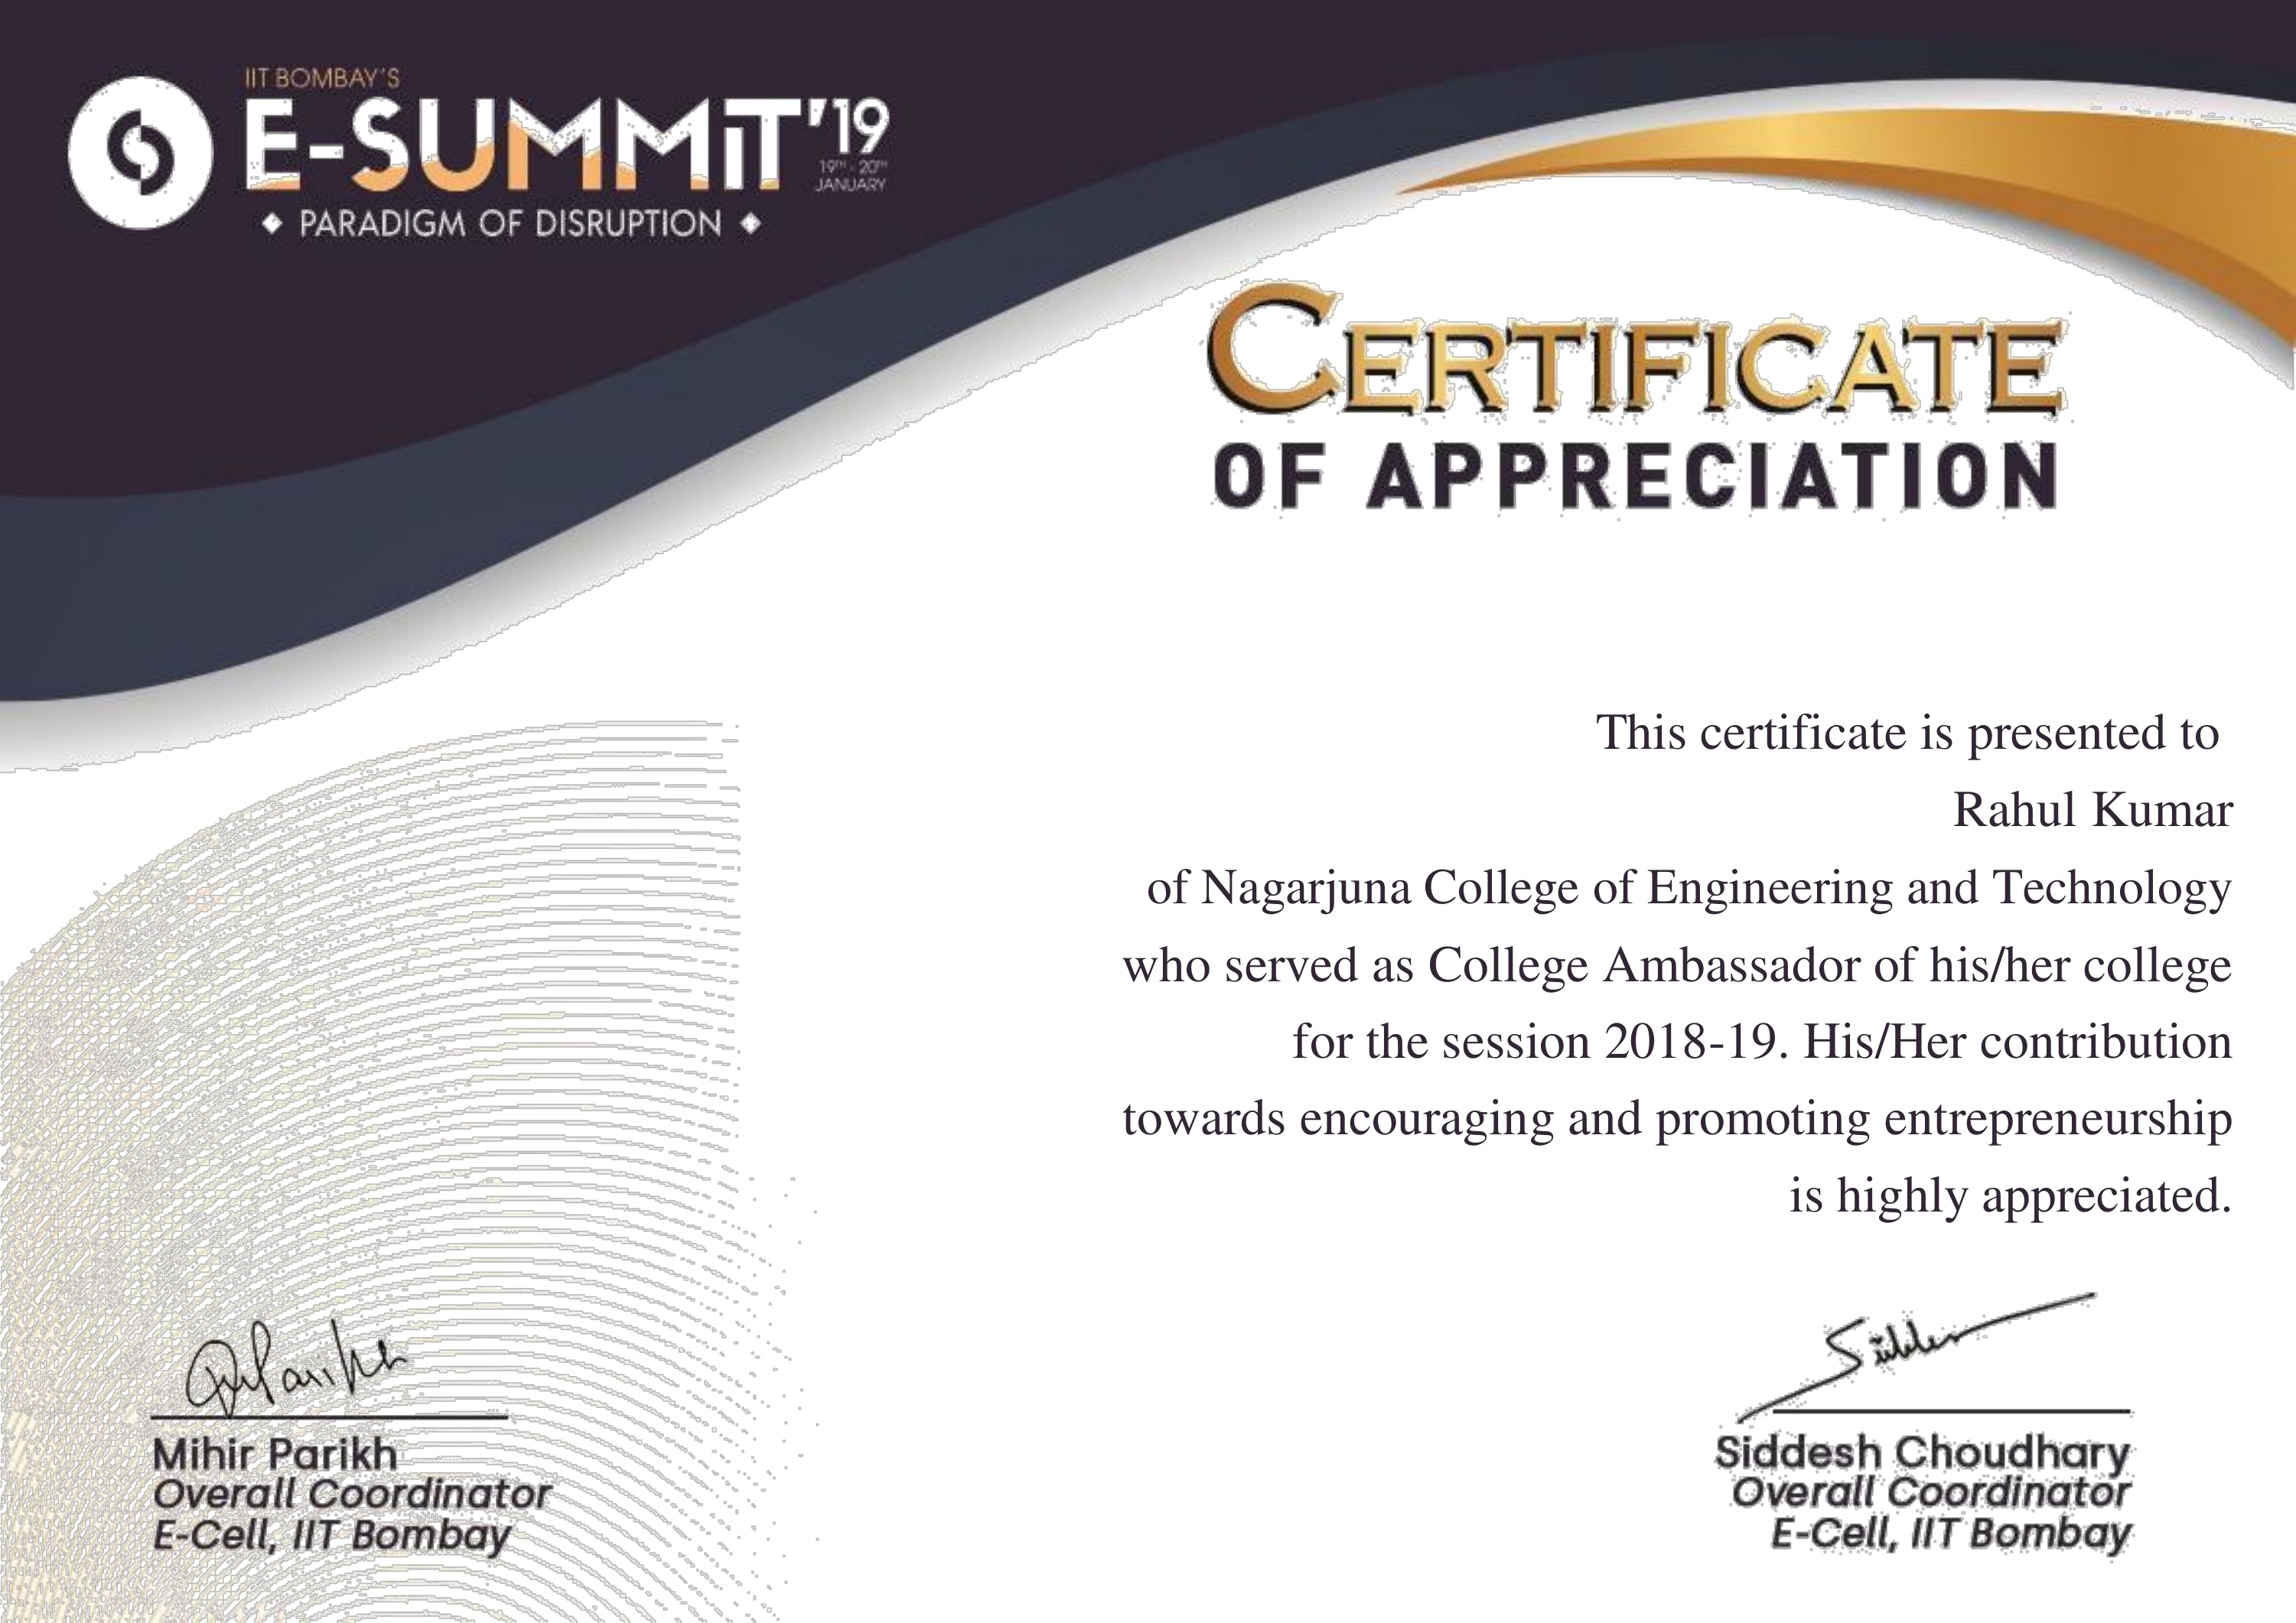 IIT BOMBAY'S
E-SUMMIT'19
19TH - 20TH
JANUARY
PARADIGM OF DISRUPTION
CERTIFICATE
OF APPRECIATION
This certificate is presented to
Rahul Kumar
of Nagarjuna College of Engineering and Technology
who served as College Ambassador of his/her college
for the session 2018-19. His/Her contribution
towards encouraging and promoting entrepreneurship
is highly appreciated.
Mihir Parikh
Overall Coordinator
E-Cell, IIT Bombay
Siddesh Choudhary
Overall Coordinator
E-Cell, IIT Bombay